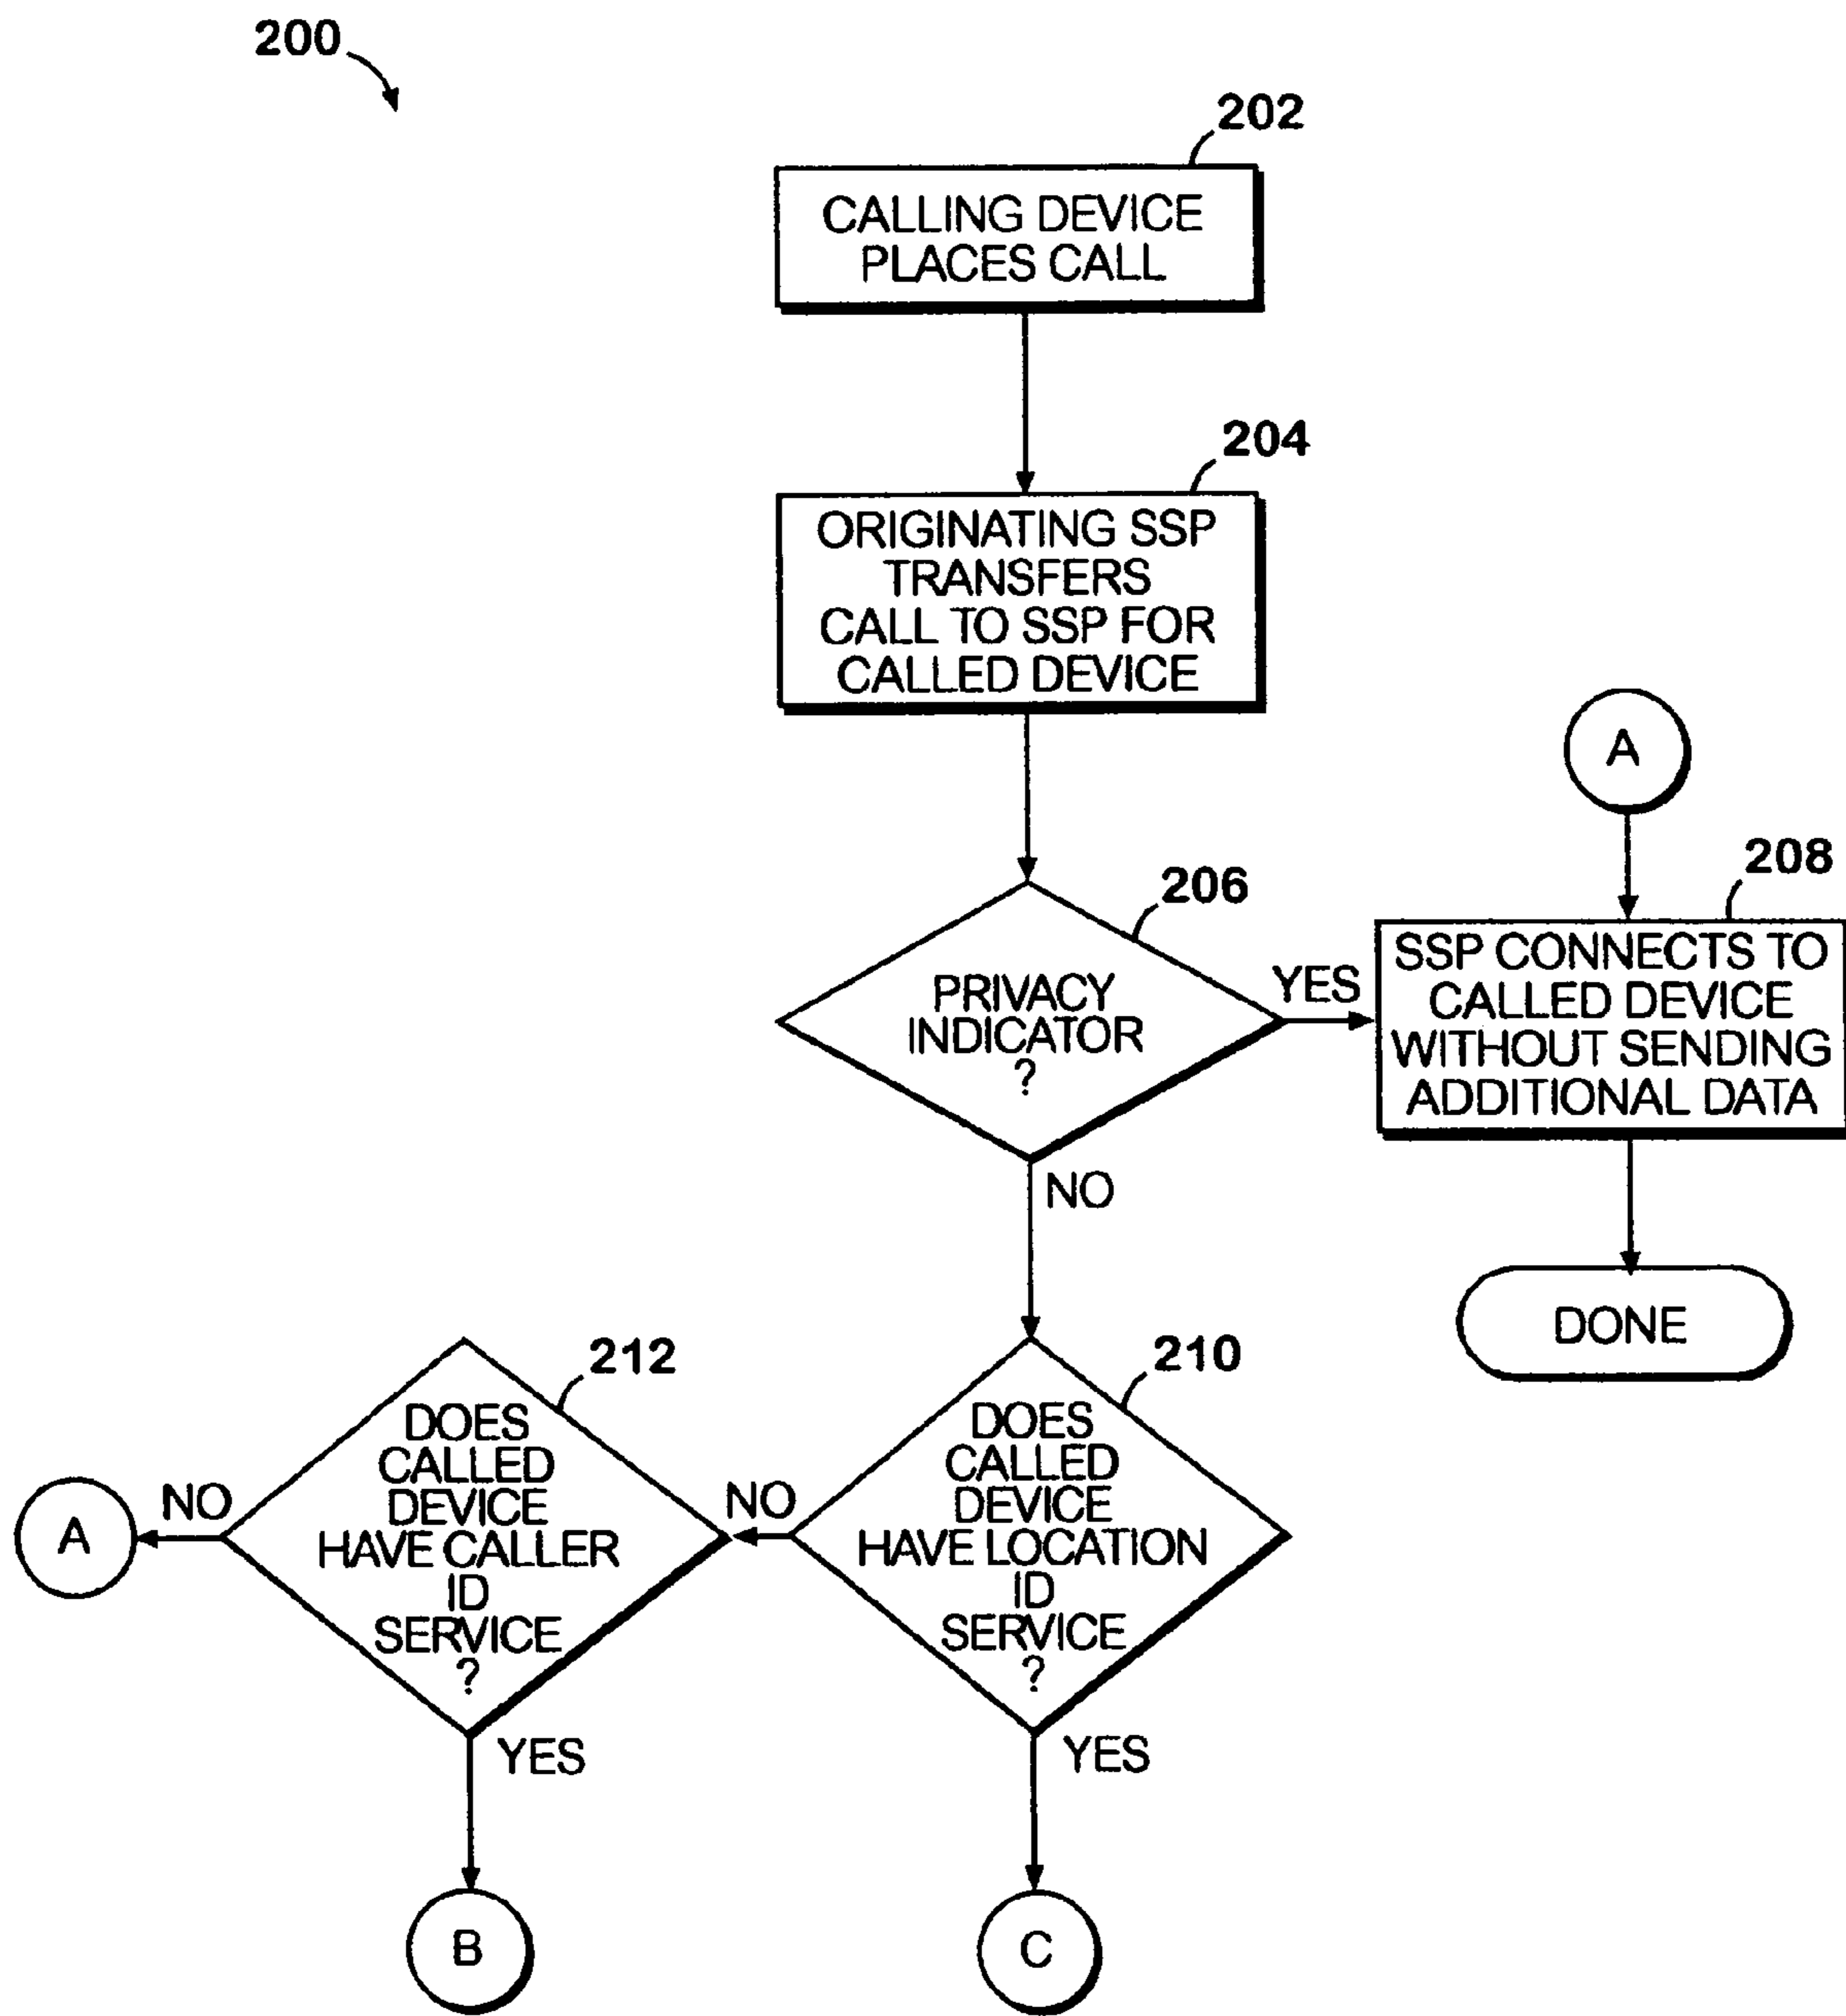 200
202
CALLING DEVICE
PLACES CALL
204
ORIGINATING SSP
TRANSFERS
CALL TO SSP FOR
CALLED DEVICE
A
206
PRIVACY
INDICATOR
?
YES
NO
208
SSP CONNECTS TO
CALLED DEVICE
WITHOUT SENDING
ADDITIONAL DATA
DONE
210
DOES
CALLED
DEVICE
HAVE LOCATION
ID
SERVICE
?
NO
YES
212
DOES
CALLED
DEVICE
HAVE CALLER
ID
SERVICE
?
NO
A
YES
B
C